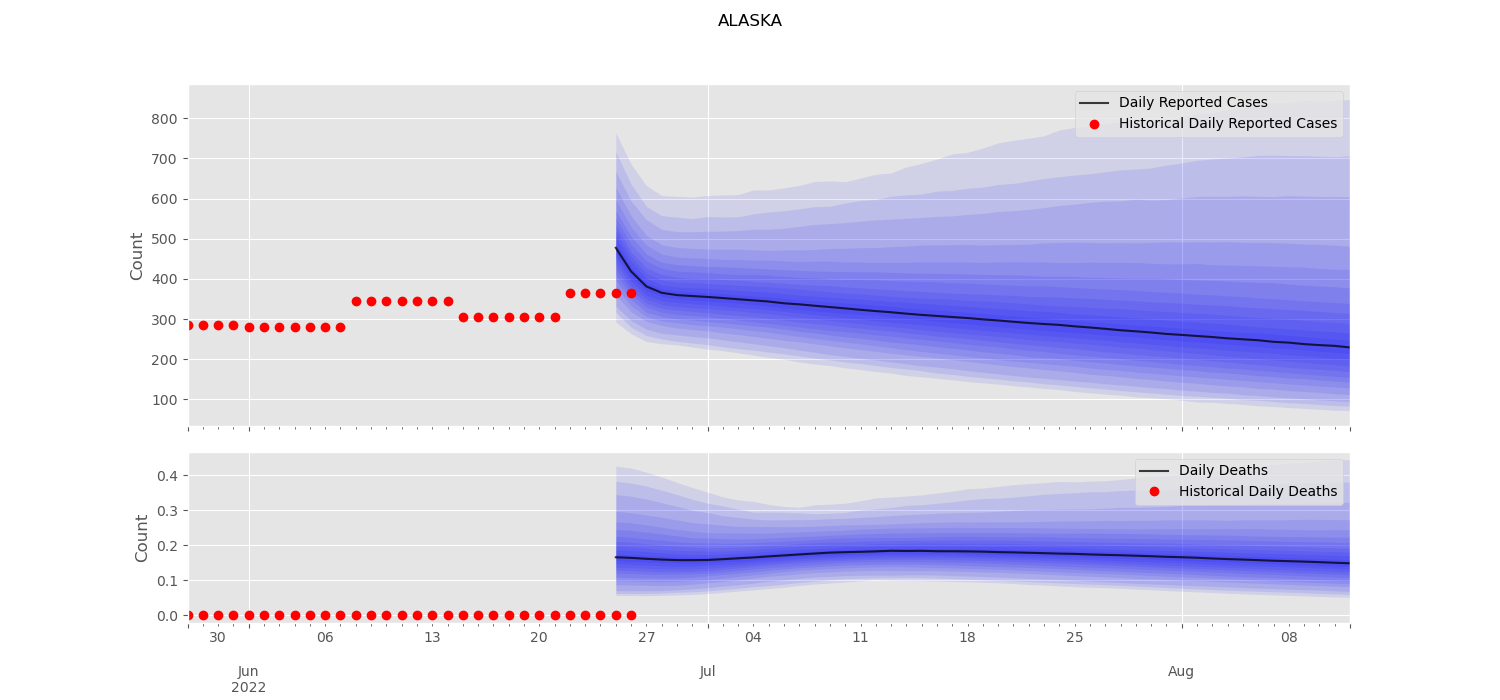 ALASKA
Daily Reported Cases
Historical Daily Reported Cases
800
700
600
500
400
300
200
100
Count
Daily Deaths
Historical Daily Deaths
0.4
0.3
0.2
0.1
0.0
Count
30 06 13 20 27 04 11 18 25 08
Jun Jul Aug
2022